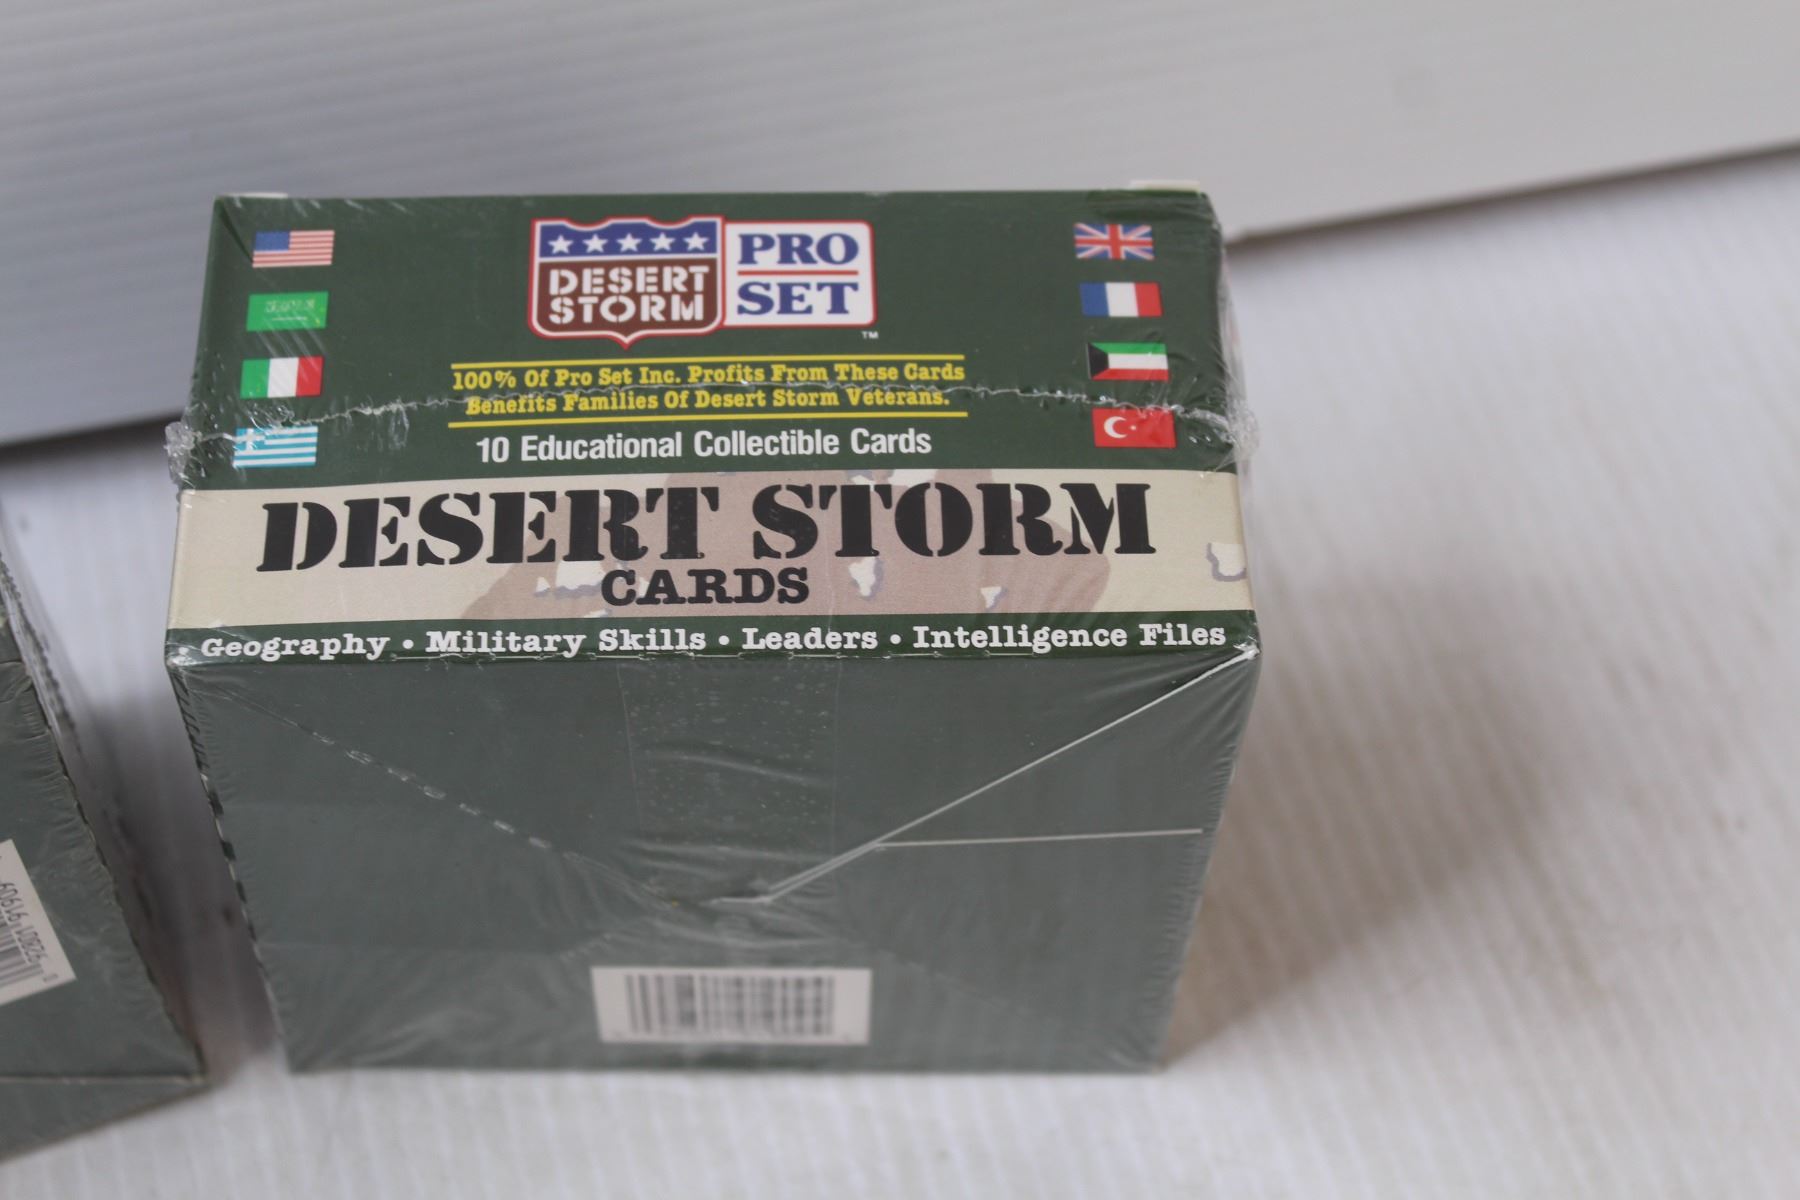 DESERT
STORM
PRO
SET
™
100% Of Pro Set Inc. Profits From These Cards
Benefits Families Of Desert Storm Veterans.
10 Educational Collectible Cards
DESERT STORM
CARDS
• Geography • Military Skills • Leaders • Intelligence Files